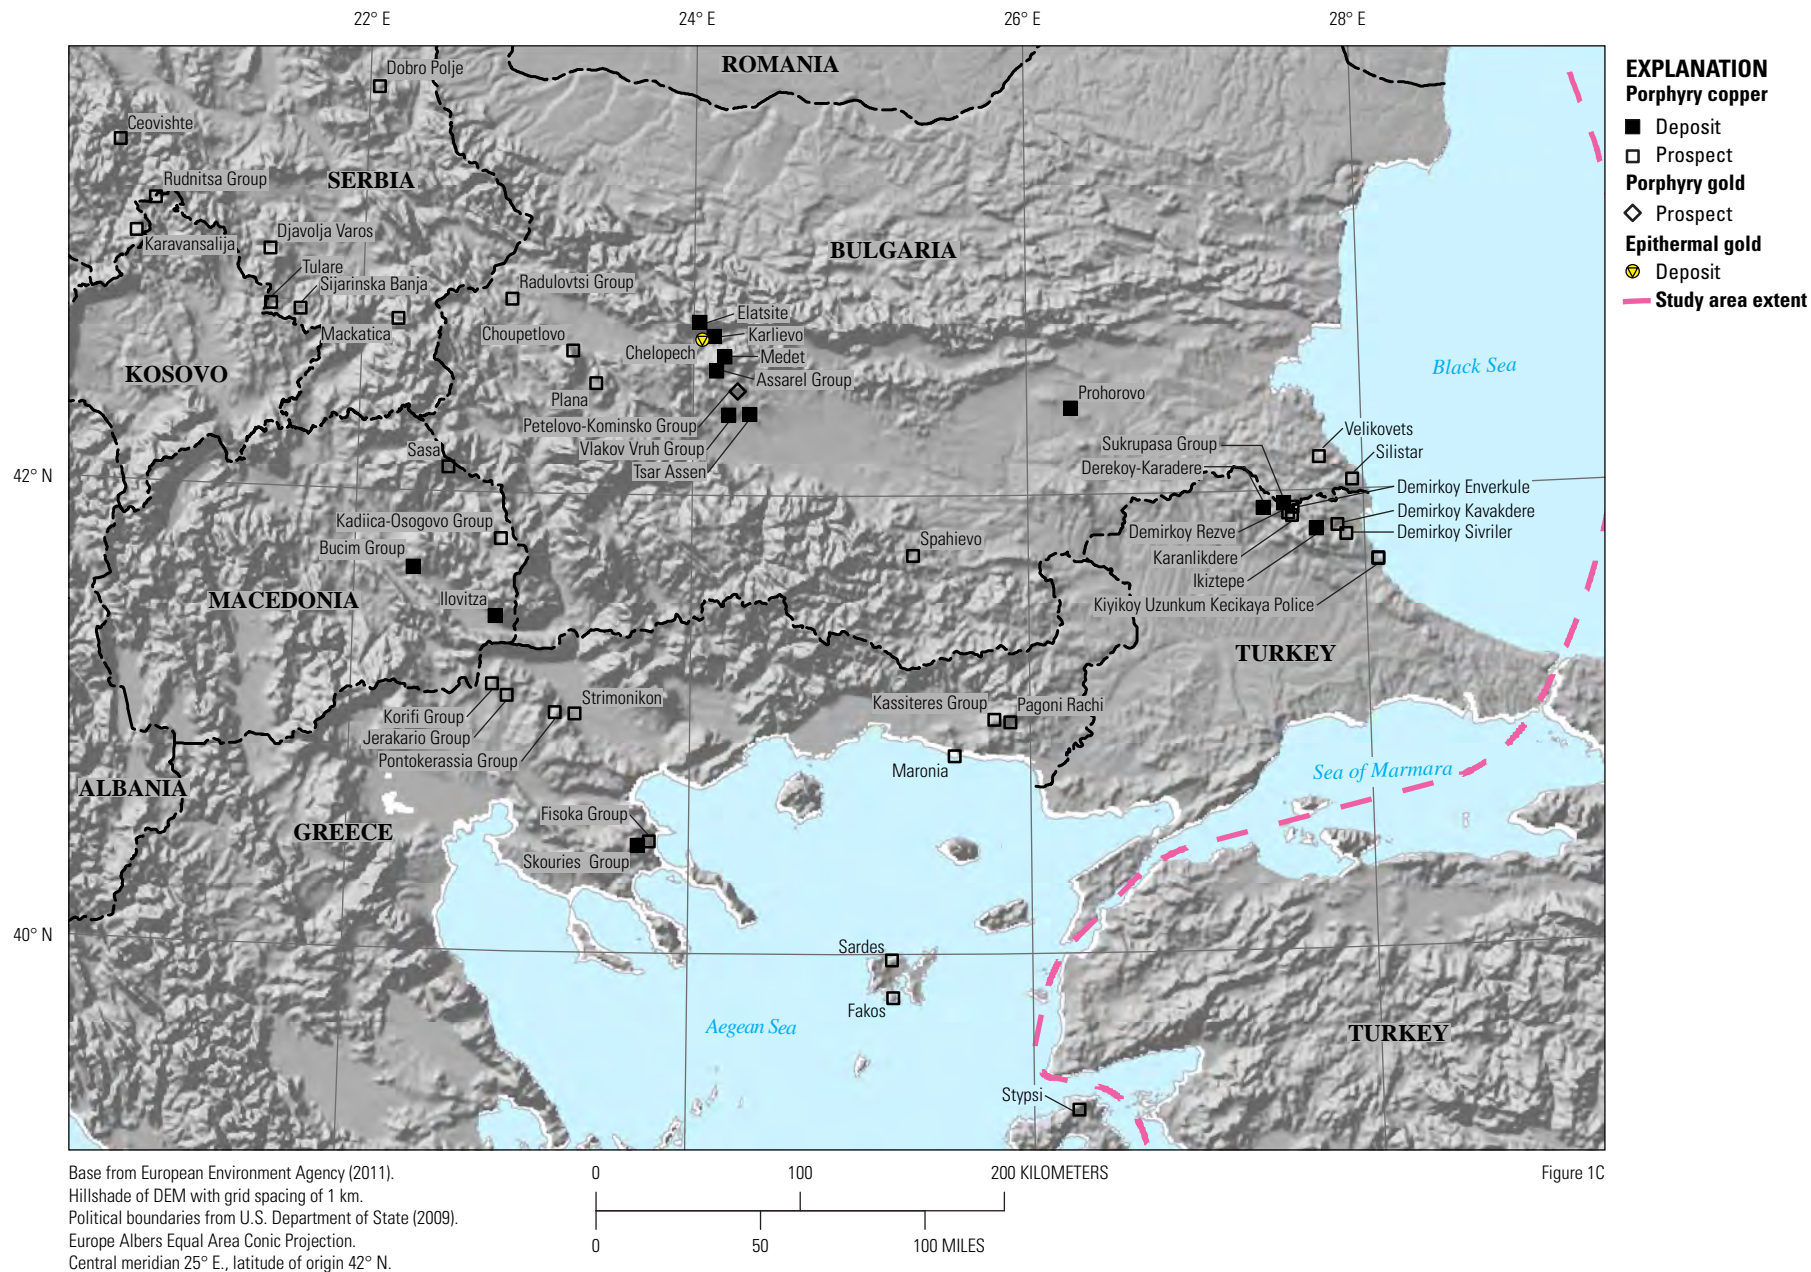 22° E
24° E
26° E
28° E
ROMANIA
Dobro Polje
Ceovishte
Rudnitsa Group
SERBIA
Karavansalija
Djavolja Varos
BULGARIA
Tulare
Sijarinska Banja
Radulovtsi Group
Mackatica
Elatsite
Choupetlovo
Karlievo
Chelopech
Medet
KOSOVO
Assarel Group
Black Sea
Plana
Prohorovo
Petelovo-Kominsko Group
Velikovets
Vlakov Vruh Group
Sukrupasa Group
Silistar
Sasa
Tsar Assen
Derekoy-Karadere
42° N
Demirkoy Enverkule
Kadiica-Osogovo Group
Demirkoy Kavakdere
Demirkoy Rezve
Demirkoy Sivriler
Bucim Group
Spahievo
Karanlikdere
Ikiztepe
MACEDONIA
Ilovitza
Kiyikoy Uzunkum Kecikaya Police
TURKEY
Strimonikon
Kassiteres Group
Pagoni Rachi
Korifi Group
Jerakario Group
Pontokerassia Group
Maronia
Sea of Marmara
ALBANIA
Fisoka Group
GREECE
Skouries Group
40° N
Sardes
Fakos
Aegean Sea
TURKEY
Stypsi
EXPLANATION
Porphyry copper
Deposit
Prospect
Porphyry gold
Prospect
Epithermal gold
Deposit
Study area extent
Base from European Environment Agency (2011).
Hillshade of DEM with grid spacing of 1 km.
Political boundaries from U.S. Department of State (2009).
Europe Albers Equal Area Conic Projection.
Central meridian 25° E., latitude of origin 42° N.
0 100 200 KILOMETERS
0 50 100 MILES
Figure 1C